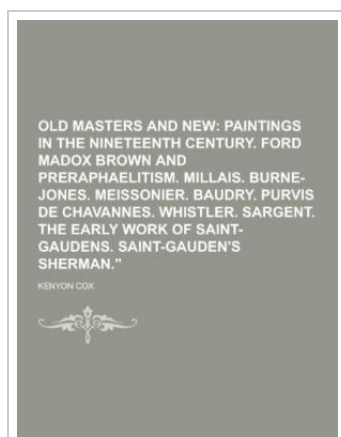 OLD MASTERS AND NEW: PAINTINGS
IN THE NINETEENTH CENTURY. FORD
MADOX BROWN AND
PRERAPHAELITISM. MILLAIS. BURNE-
JONES. MEISSONIER. BAUDRY. PURVIS
DE CHAVANNES. WHISTLER. SARGENT.
THE EARLY WORK OF SAINT-
GAUDENS. SAINT-GAUDEN'S
SHERMAN."
KENYON COX